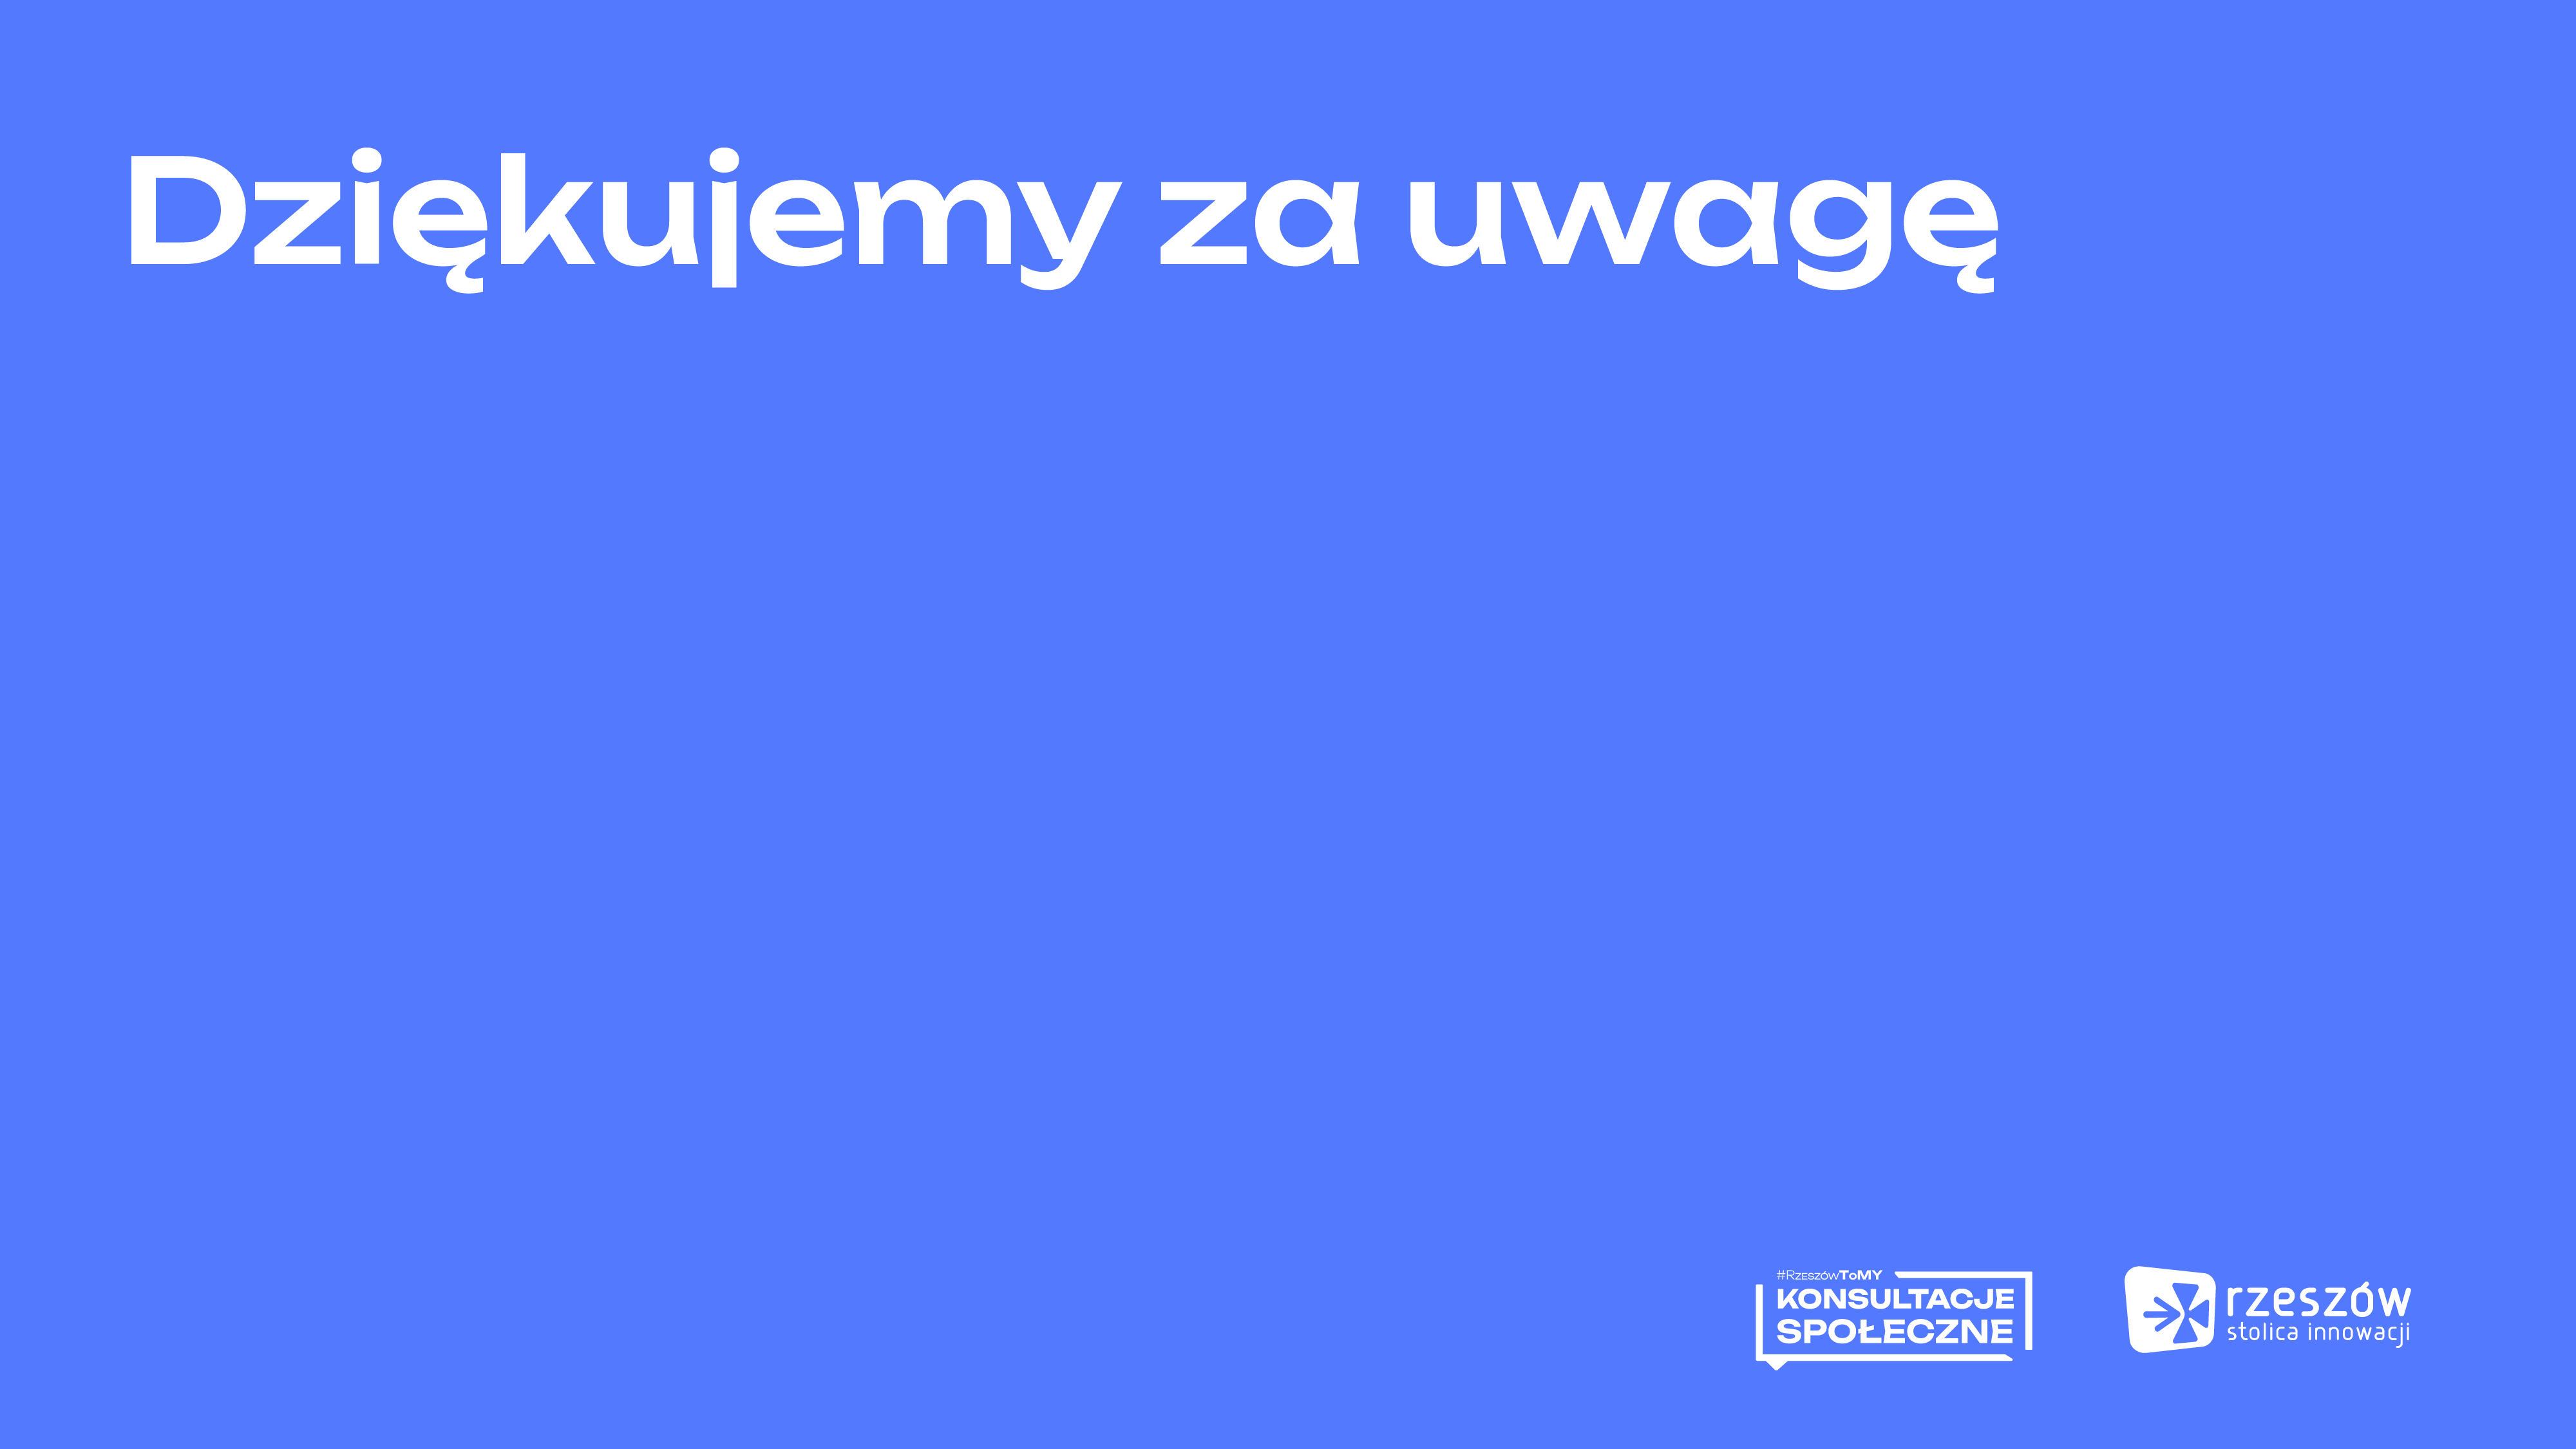 Dziękujemy za uwagę
#RzeszówToMY
KONSULTACJE
SPOŁECZNE
rzeszów
stolica innowacji